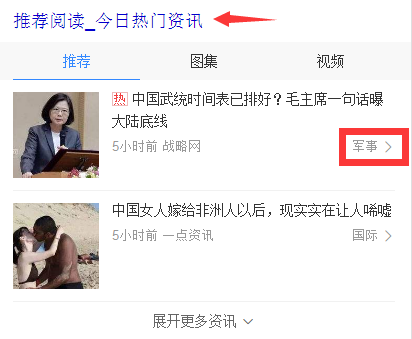 推荐阅读_今日热门资讯
推荐 图集 视频
热 中国武统时间表已排好？毛主席一句话曝
大陆底线
5小时前 战略网 军事
中国女人嫁给非洲人以后，现实实在让人唏嘘
5小时前 一点资讯 国际
展开更多资讯